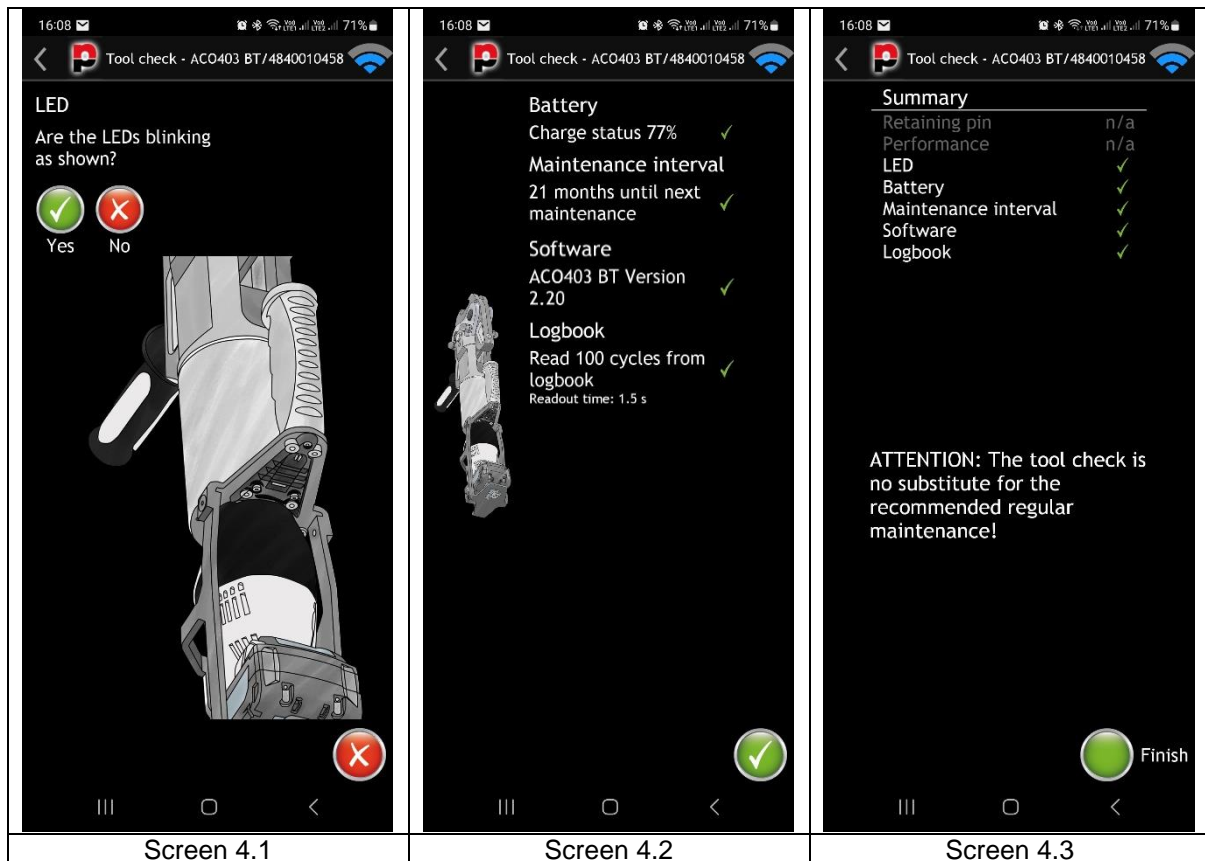 16:08 71%
Tool check - ACO403 BT/4840010458
LED
Are the LEDs blinking
as shown?
Yes No
Screen 4.1
16:08 71%
Tool check - ACO403 BT/4840010458
Battery
Charge status 77% ✓
Maintenance interval
21 months until next
maintenance ✓
Software
ACO403 BT Version
2.20 ✓
Logbook
Read 100 cycles from
logbook ✓
Readout time: 1.5 s
Screen 4.2
16:08 71%
Tool check - ACO403 BT/4840010458
Summary
Retaining pin n/a
Performance n/a
LED ✓
Battery ✓
Maintenance interval ✓
Software ✓
Logbook ✓
ATTENTION: The tool check is
no substitute for the
recommended regular
maintenance!
Finish
Screen 4.3